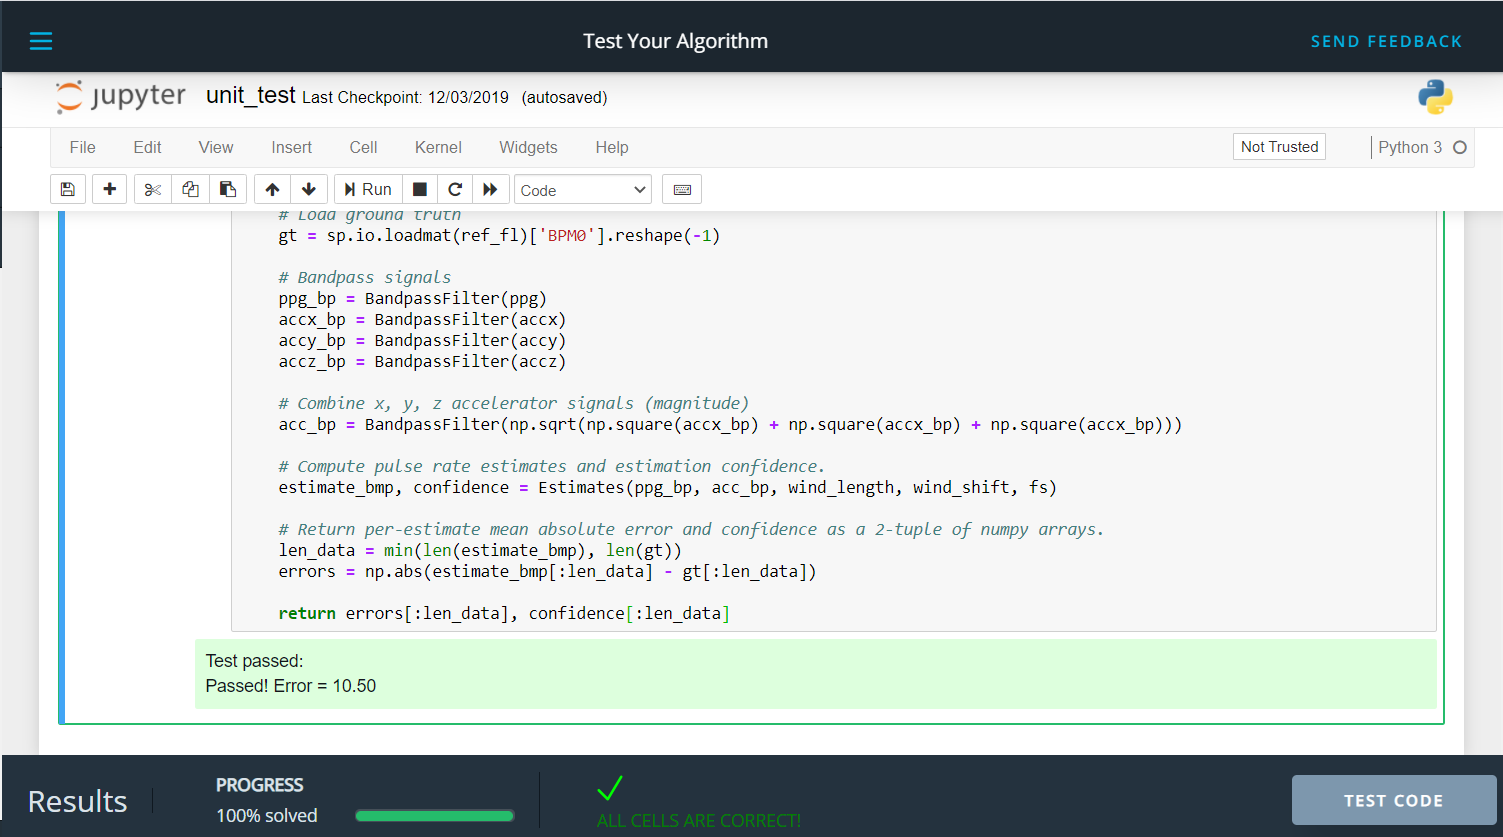 Test Your Algorithm
SEND FEEDBACK
jupyter unit_test Last Checkpoint: 12/03/2019 (autosaved)
File Edit View Insert Cell Kernel Widgets Help Not Trusted Python 3
Run Code
# Load ground truth
gt = sp.io.loadmat(ref_fl)['BPM0'].reshape(-1)
# Bandpass signals
ppg_bp = BandpassFilter(ppg)
accx_bp = BandpassFilter(accx)
accy_bp = BandpassFilter(accy)
accz_bp = BandpassFilter(accz)
# Combine x, y, z accelerator signals (magnitude)
acc_bp = BandpassFilter(np.sqrt(np.square(accx_bp) + np.square(accx_bp) + np.square(accx_bp)))
# Compute pulse rate estimates and estimation confidence.
estimate_bmp, confidence = Estimates(ppg_bp, acc_bp, wind_length, wind_shift, fs)
# Return per-estimate mean absolute error and confidence as a 2-tuple of numpy arrays.
len_data = min(len(estimate_bmp), len(gt))
errors = np.abs(estimate_bmp[:len_data] - gt[:len_data])
return errors[:len_data], confidence[:len_data]
Test passed:
Passed! Error = 10.50
Results
PROGRESS
100% solved
ALL CELLS ARE CORRECT!
TEST CODE